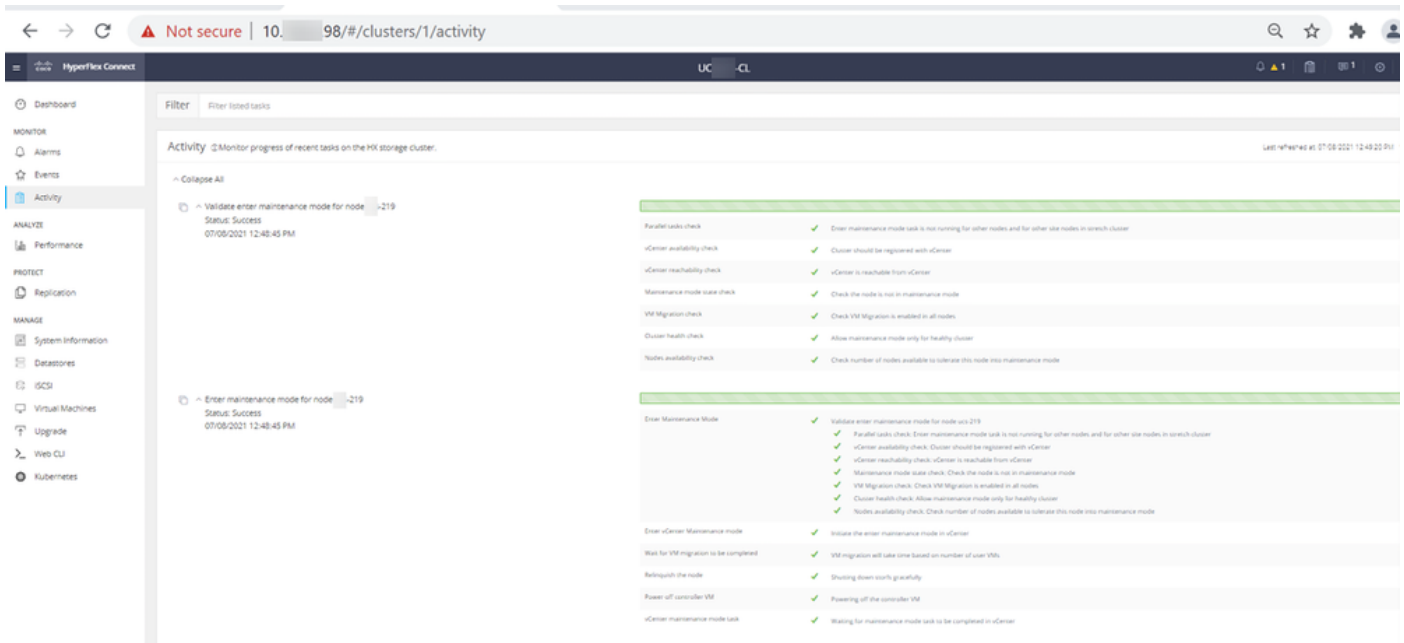 Not secure | 10. 98/#/clusters/1/activity
HyperFlex Connect
UC -CL
1
1
Dashboard
MONITOR
Alarms
Events
Activity
ANALYZE
Performance
PROTECT
Replication
MANAGE
System Information
Datastores
iSCSI
Virtual Machines
Upgrade
Web CLI
Kubernetes
Filter Filter listed tasks
Activity Monitor progress of recent tasks on the HX storage cluster.
Last refreshed at: 07/08/2021 12:49:20 PM
Collapse All
Validate enter maintenance mode for node -219
Status: Success
07/08/2021 12:48:45 PM
Parallel tasks check Enter maintenance mode task is not running for other nodes and for other site nodes in stretch cluster
vCenter availability check Cluster should be registered with vCenter
vCenter reachability check vCenter is reachable from vCenter
Maintenance mode state check Check the node is not in maintenance mode
VM Migration check Check VM Migration is enabled in all nodes
Cluster health check Allow maintenance mode only for healthy cluster
Nodes availability check Check number of nodes available to tolerate this node into maintenance mode
Enter maintenance mode for node -219
Status: Success
07/08/2021 12:48:45 PM
Enter Maintenance Mode Validate enter maintenance mode for node ucs-219
Parallel tasks check: Enter maintenance mode task is not running for other nodes and for other site nodes in stretch cluster
vCenter availability check: Cluster should be registered with vCenter
vCenter reachability check: vCenter is reachable from vCenter
Maintenance mode state check: Check the node is not in maintenance mode
VM Migration check: Check VM Migration is enabled in all nodes
Cluster health check: Allow maintenance mode only for healthy cluster
Nodes availability check: Check number of nodes available to tolerate this node into maintenance mode
Enter vCenter Maintenance mode Initiate the enter maintenance mode in vCenter
Wait for VM migration to be completed VM migration will take time based on number of user VMs
Relinquish the node Shutting down storfs gracefully
Power off controller VM Powering off the controller VM
vCenter maintenance mode task Waiting for maintenance mode task to be completed in vCenter